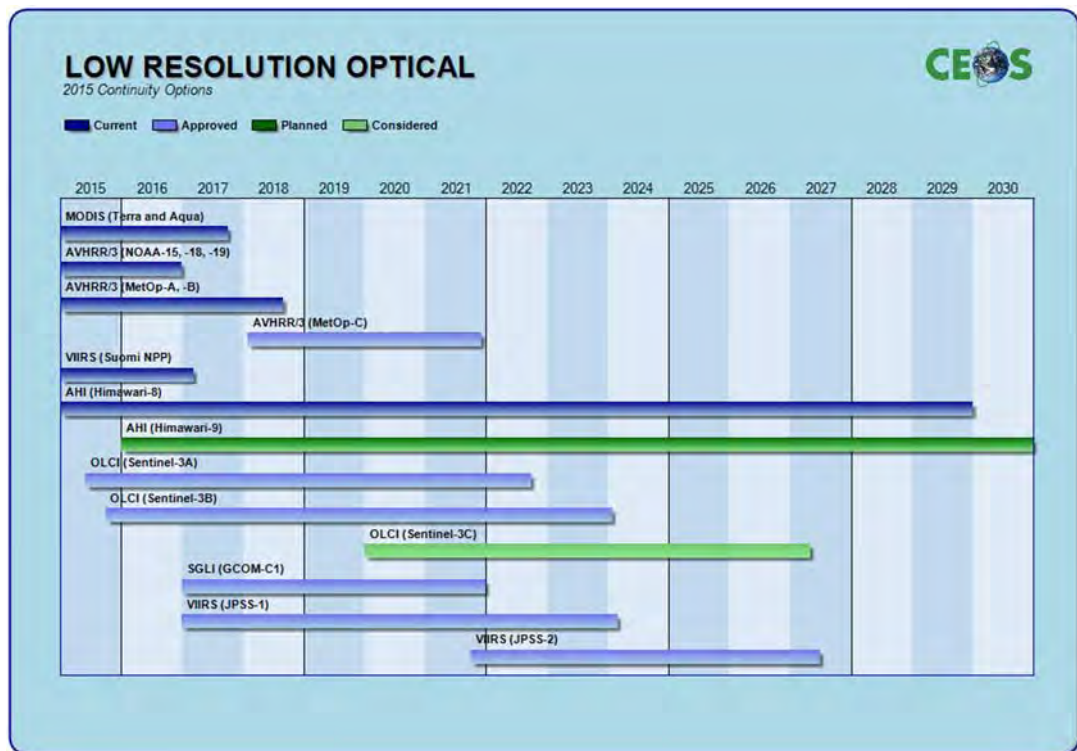 LOW RESOLUTION OPTICAL
2015 Continuity Options
CEOS
Current Approved Planned Considered
2015 2016 2017 2018 2019 2020 2021 2022 2023 2024 2025 2026 2027 2028 2029 2030
MODIS (Terra and Aqua)
AVHRR/3 (NOAA-15, -18, -19)
AVHRR/3 (MetOp-A, -B)
AVHRR/3 (MetOp-C)
VIIRS (Suomi NPP)
AHI (Himawari-8)
AHI (Himawari-9)
OLCI (Sentinel-3A)
OLCI (Sentinel-3B)
OLCI (Sentinel-3C)
SGLI (GCOM-C1)
VIIRS (JPSS-1)
VIIRS (JPSS-2)